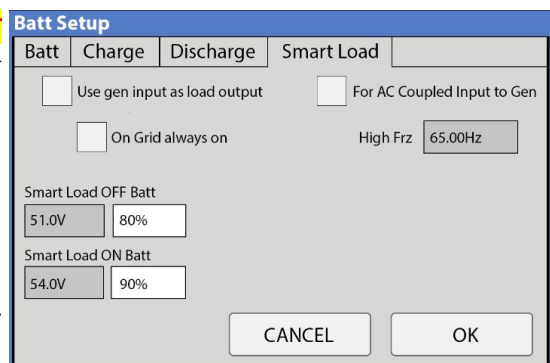 Batt Setup
Batt Charge Discharge Smart Load
Use gen input as load output For AC Coupled Input to Gen
On Grid always on High Frz 65.00Hz
Smart Load OFF Batt
51.0V 80%
Smart Load ON Batt
54.0V 90%
CANCEL OK